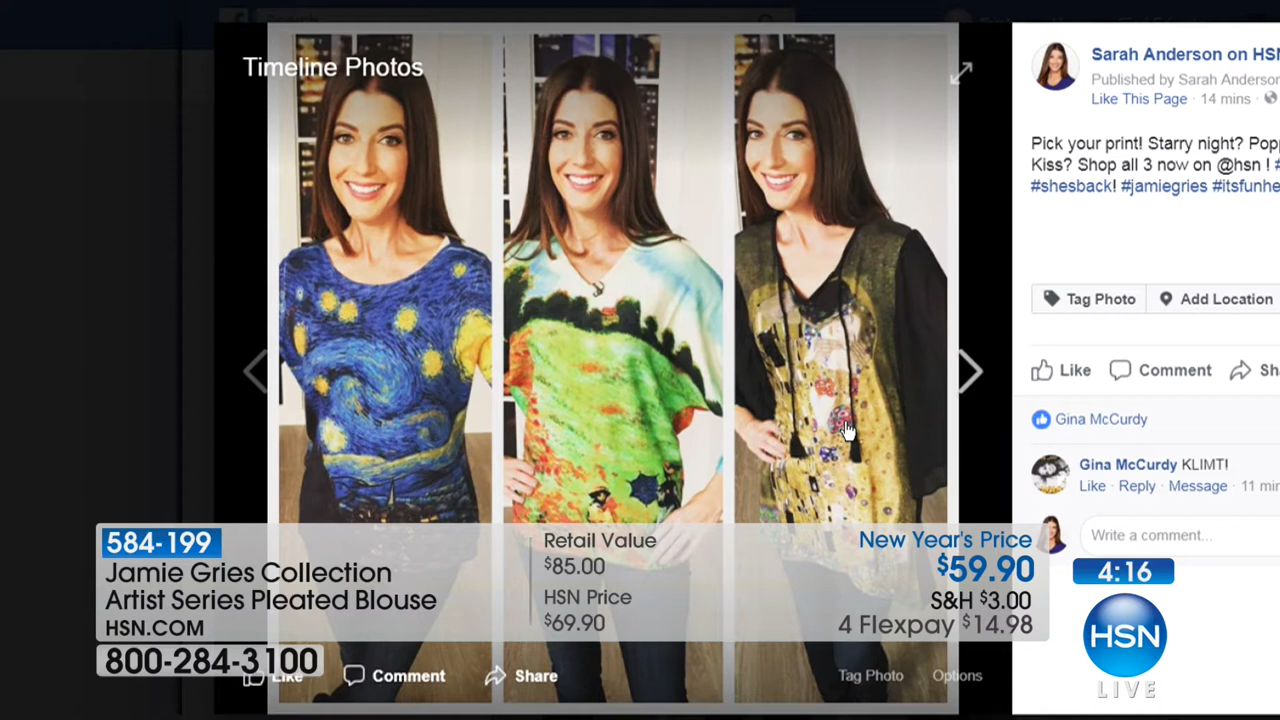 Timeline Photos
Sarah Anderson on HSN
Published by Sarah Anderson
Like This Page · 14 mins ·
Pick your print! Starry night? Popp
Kiss? Shop all 3 now on @hsn ! #
#shesback! #jamiegries #itsfunhe
Tag Photo
Add Location
Like
Comment
Sh
Gina McCurdy
Gina McCurdy KLIMT!
Like · Reply · Message · 11 min
Write a comment...
584-199
Jamie Gries Collection
Artist Series Pleated Blouse
HSN.COM
800-284-3100
Retail Value
$85.00
HSN Price
$69.90
New Year's Price
$59.90
S&H $3.00
4 Flexpay $14.98
4:16
HSN
LIVE
Like
Comment
Share
Tag Photo
Options